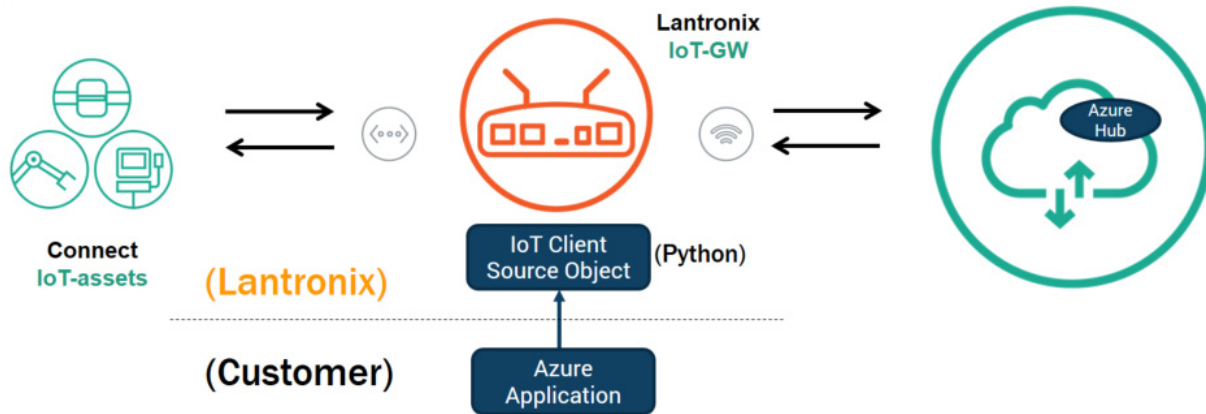 Lantronix
IoT-GW
Azure
Hub
Connect
IoT-assets
IoT Client
Source Object
(Python)
(Lantronix)
(Customer)
Azure
Application